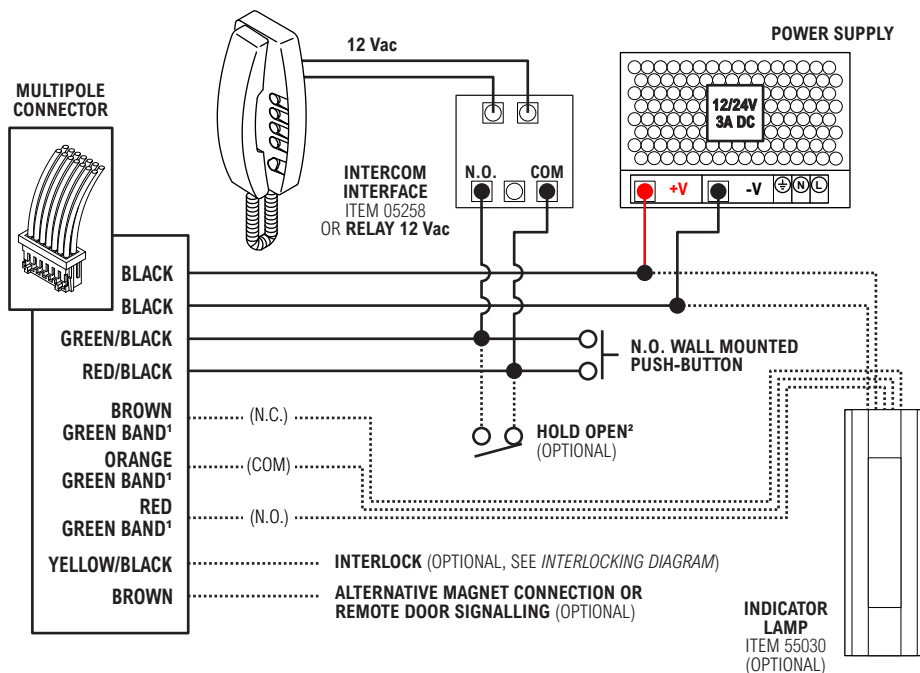 12 Vac
POWER SUPPLY
MULTIPOLE
CONNECTOR
12/24V
3A DC
INTERCOM
INTERFACE
ITEM 05258
OR RELAY 12 Vac
N.O.
COM
+V
-V
N
L
BLACK
BLACK
GREEN/BLACK
RED/BLACK
N.O. WALL MOUNTED
PUSH-BUTTON
BROWN
GREEN BAND¹
(N.C.)
HOLD OPEN²
(OPTIONAL)
ORANGE
GREEN BAND¹
(COM)
RED
GREEN BAND¹
(N.O.)
YELLOW/BLACK
INTERLOCK (OPTIONAL, SEE INTERLOCKING DIAGRAM)
BROWN
ALTERNATIVE MAGNET CONNECTION OR
REMOTE DOOR SIGNALLING (OPTIONAL)
INDICATOR
LAMP
ITEM 55030
(OPTIONAL)